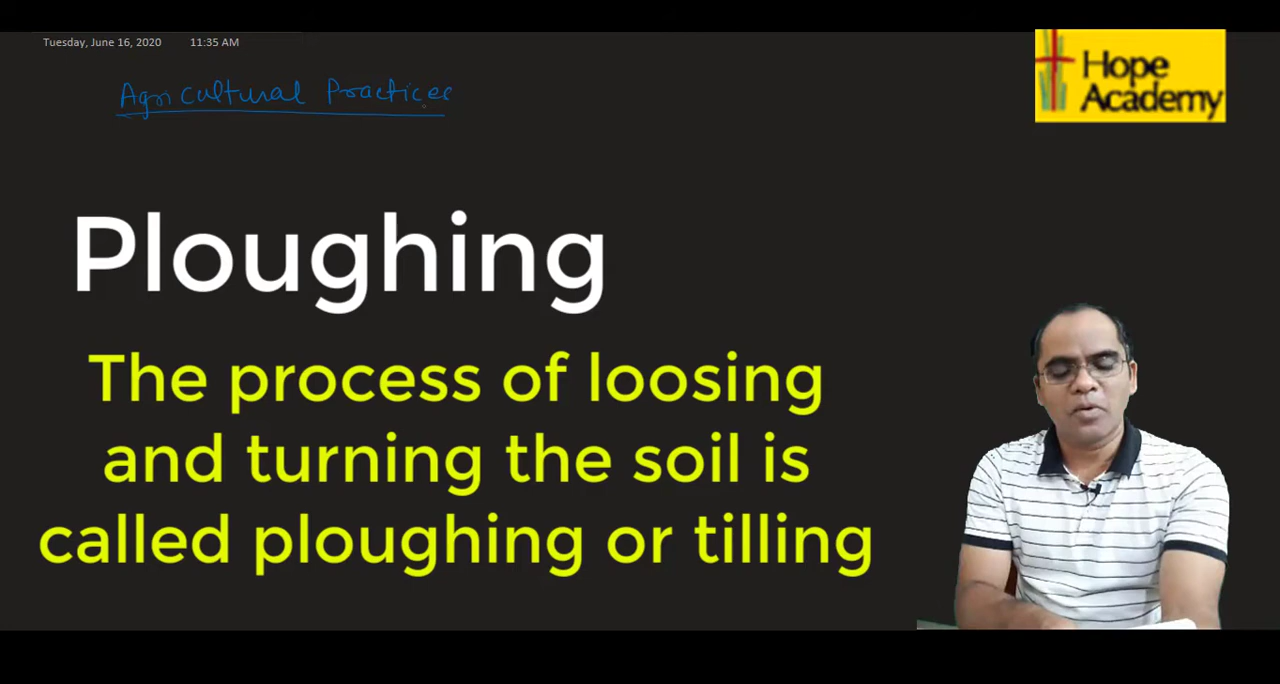 Tuesday, June 16, 2020 11:35 AM
Hope
Academy
Agricultural Practices
Ploughing
The process of loosing
and turning the soil is
called ploughing or tilling